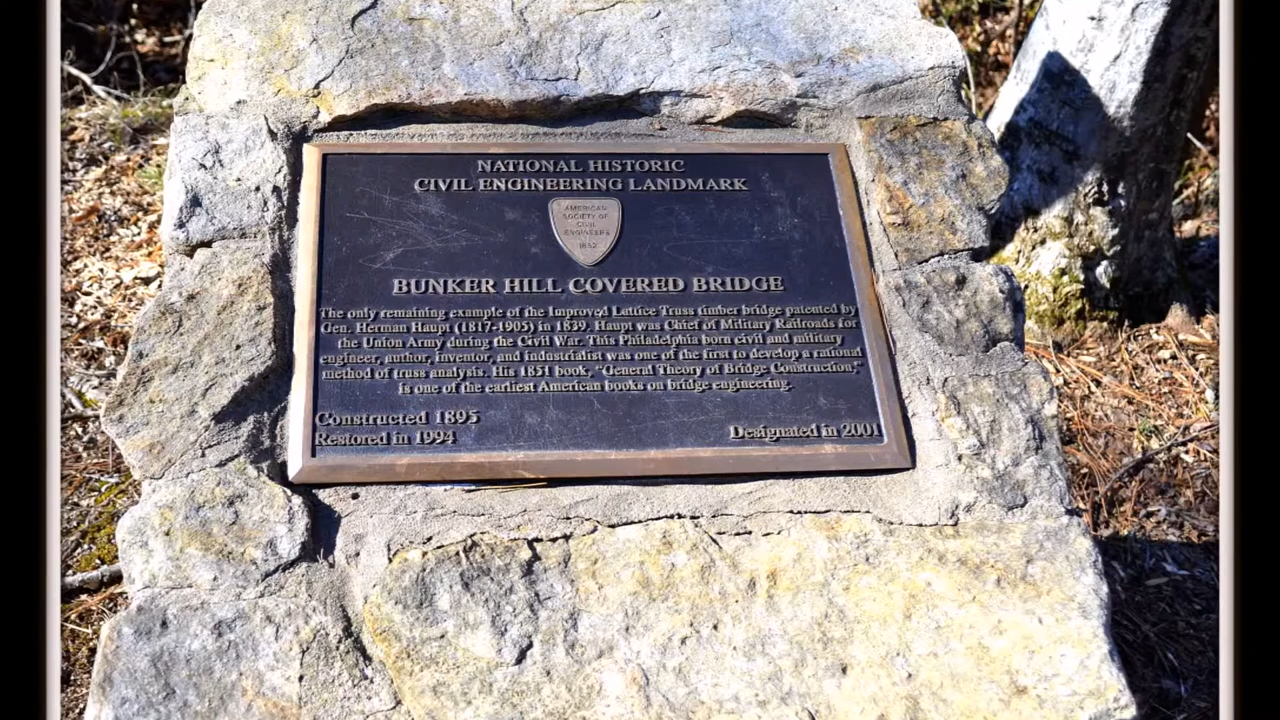 NATIONAL HISTORIC
CIVIL ENGINEERING LANDMARK
AMERICAN
SOCIETY OF
CIVIL
ENGINEERS
1852
BUNKER HILL COVERED BRIDGE
The only remaining example of the Improved Lattice Truss timber bridge patented by
Gen. Herman Haupt (1817-1905) in 1839. Haupt was Chief of Military Railroads for
the Union Army during the Civil War. This Philadelphia born civil and military
engineer, author, inventor, and industrialist was one of the first to develop a rational
method of truss analysis. His 1851 book, "General Theory of Bridge Construction,"
is one of the earliest American books on bridge engineering.
Constructed 1895
Restored in 1994
Designated in 2001